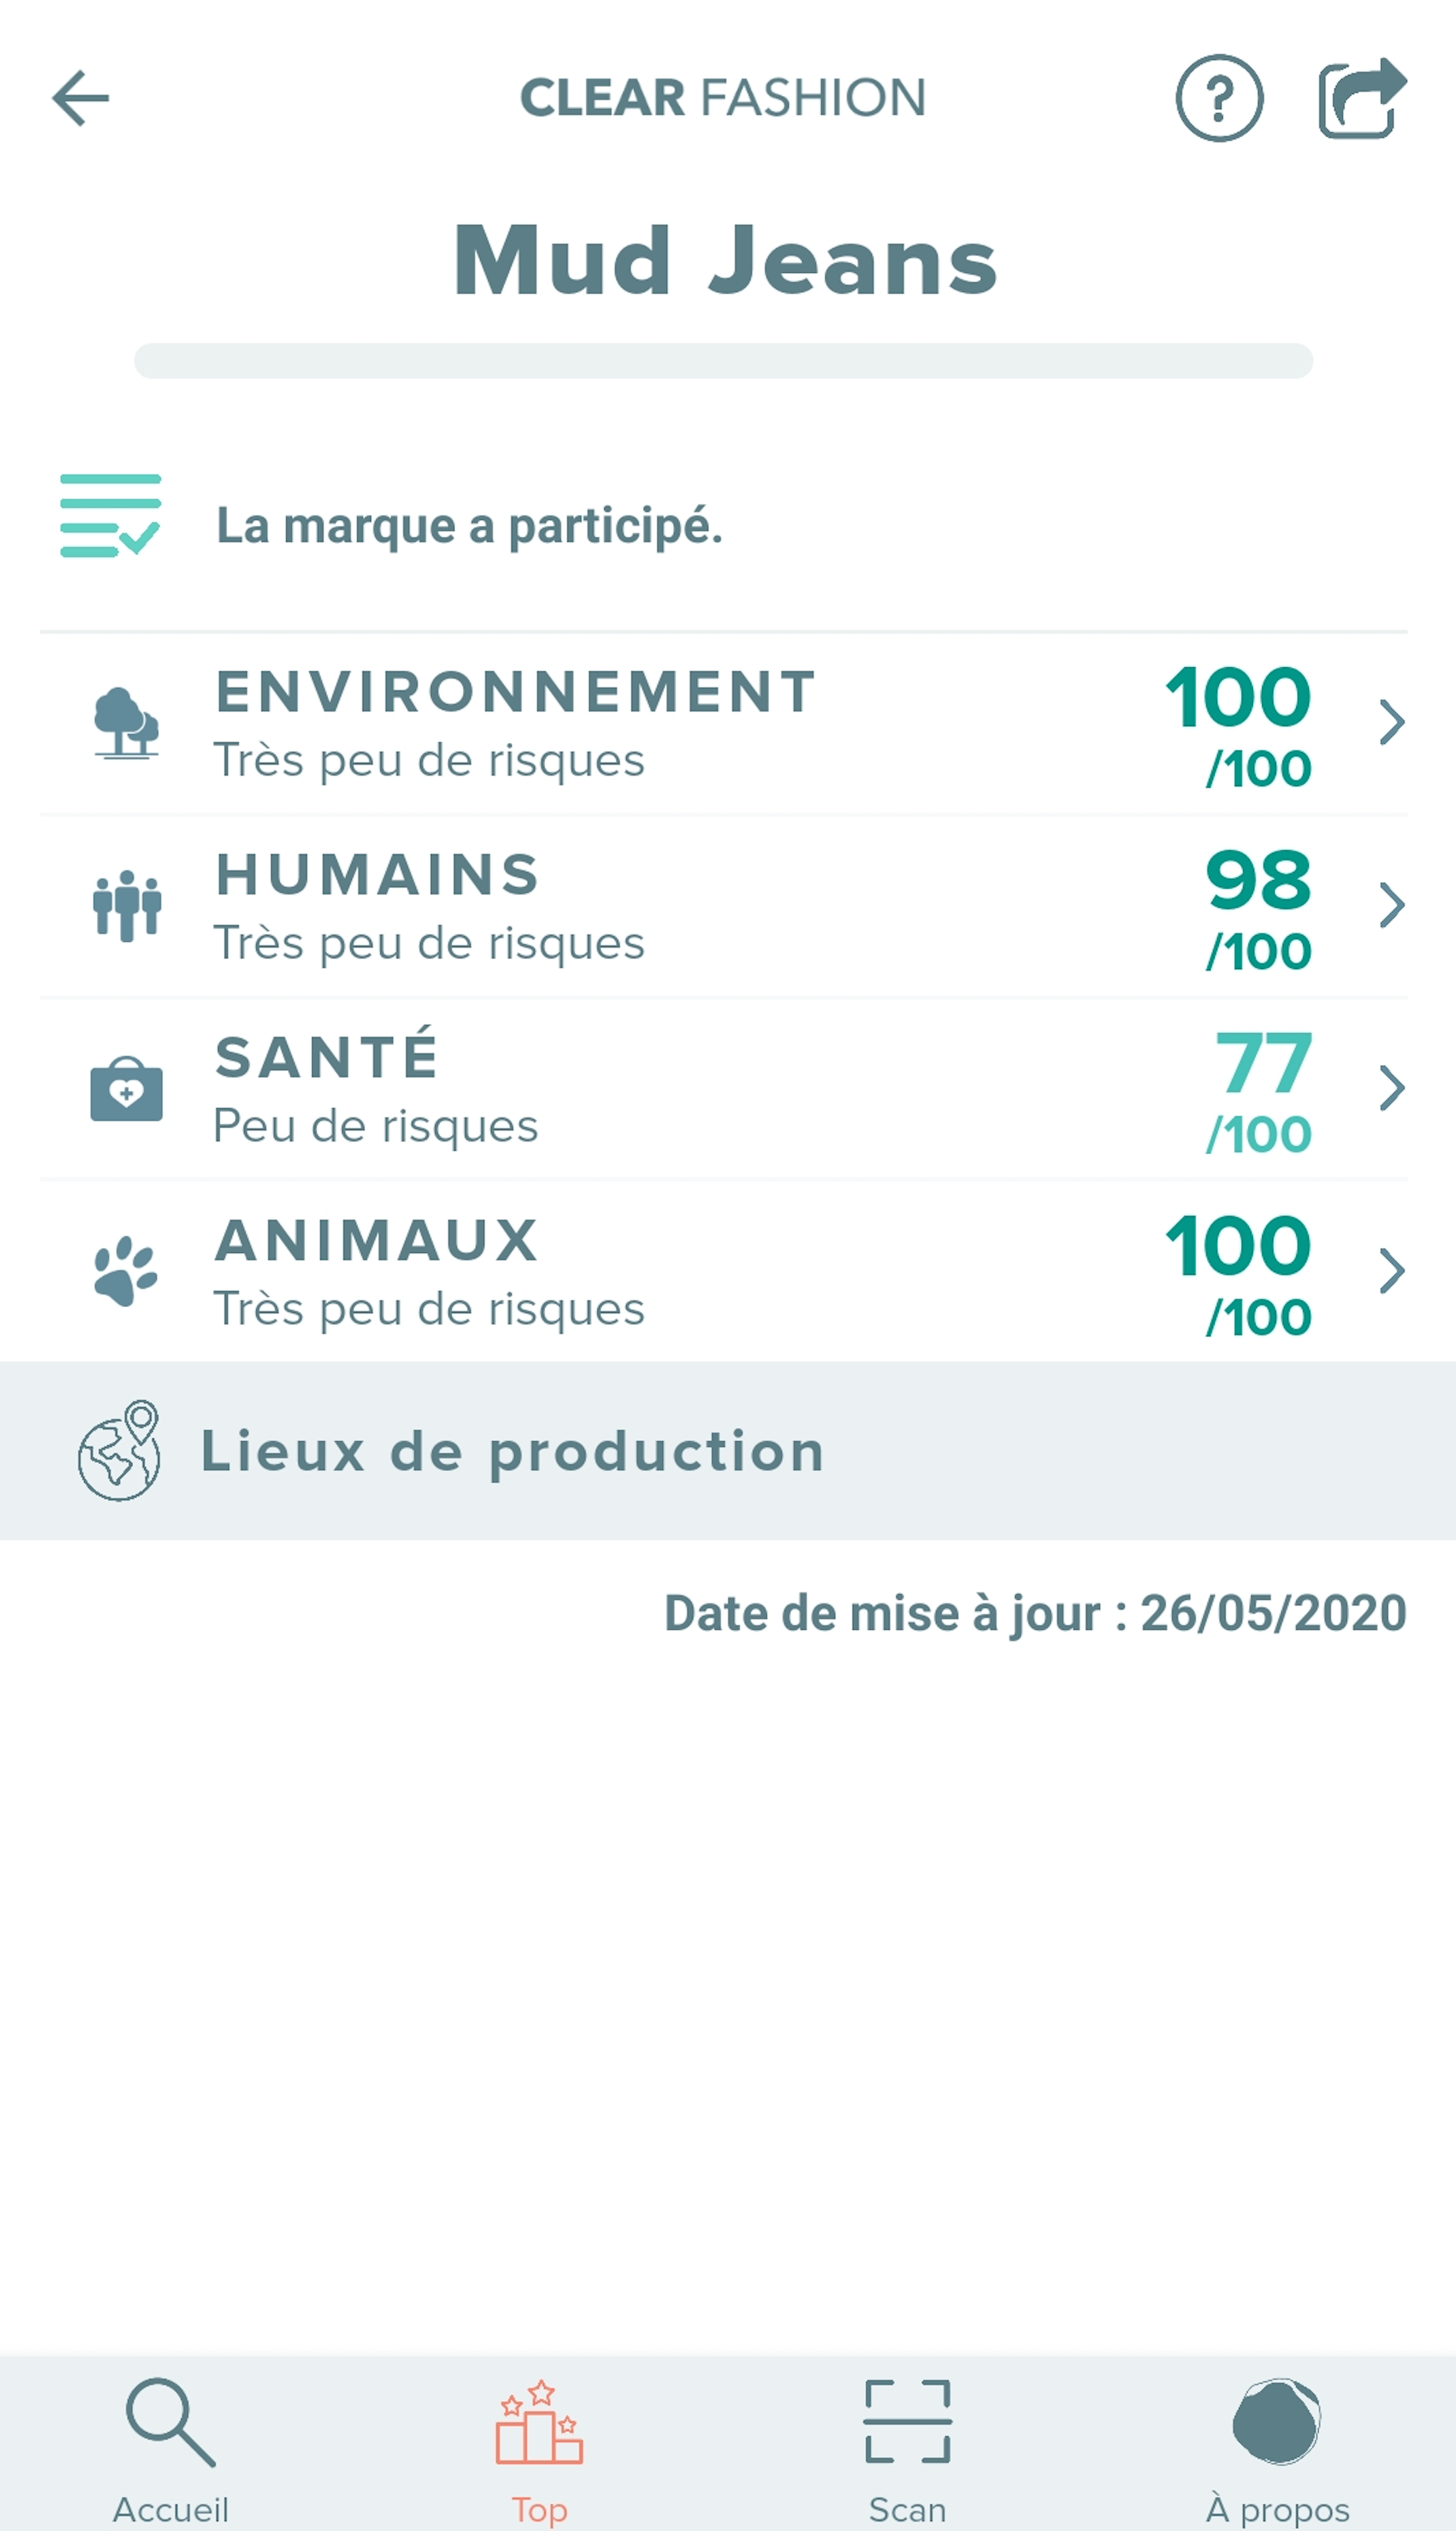 CLEAR FASHION
Mud Jeans
La marque a participé.
ENVIRONNEMENT
Très peu de risques
100
/100
HUMAINS
Très peu de risques
98
/100
SANTÉ
Peu de risques
77
/100
ANIMAUX
Très peu de risques
100
/100
Lieux de production
Date de mise à jour : 26/05/2020
Accueil
Top
Scan
À propos